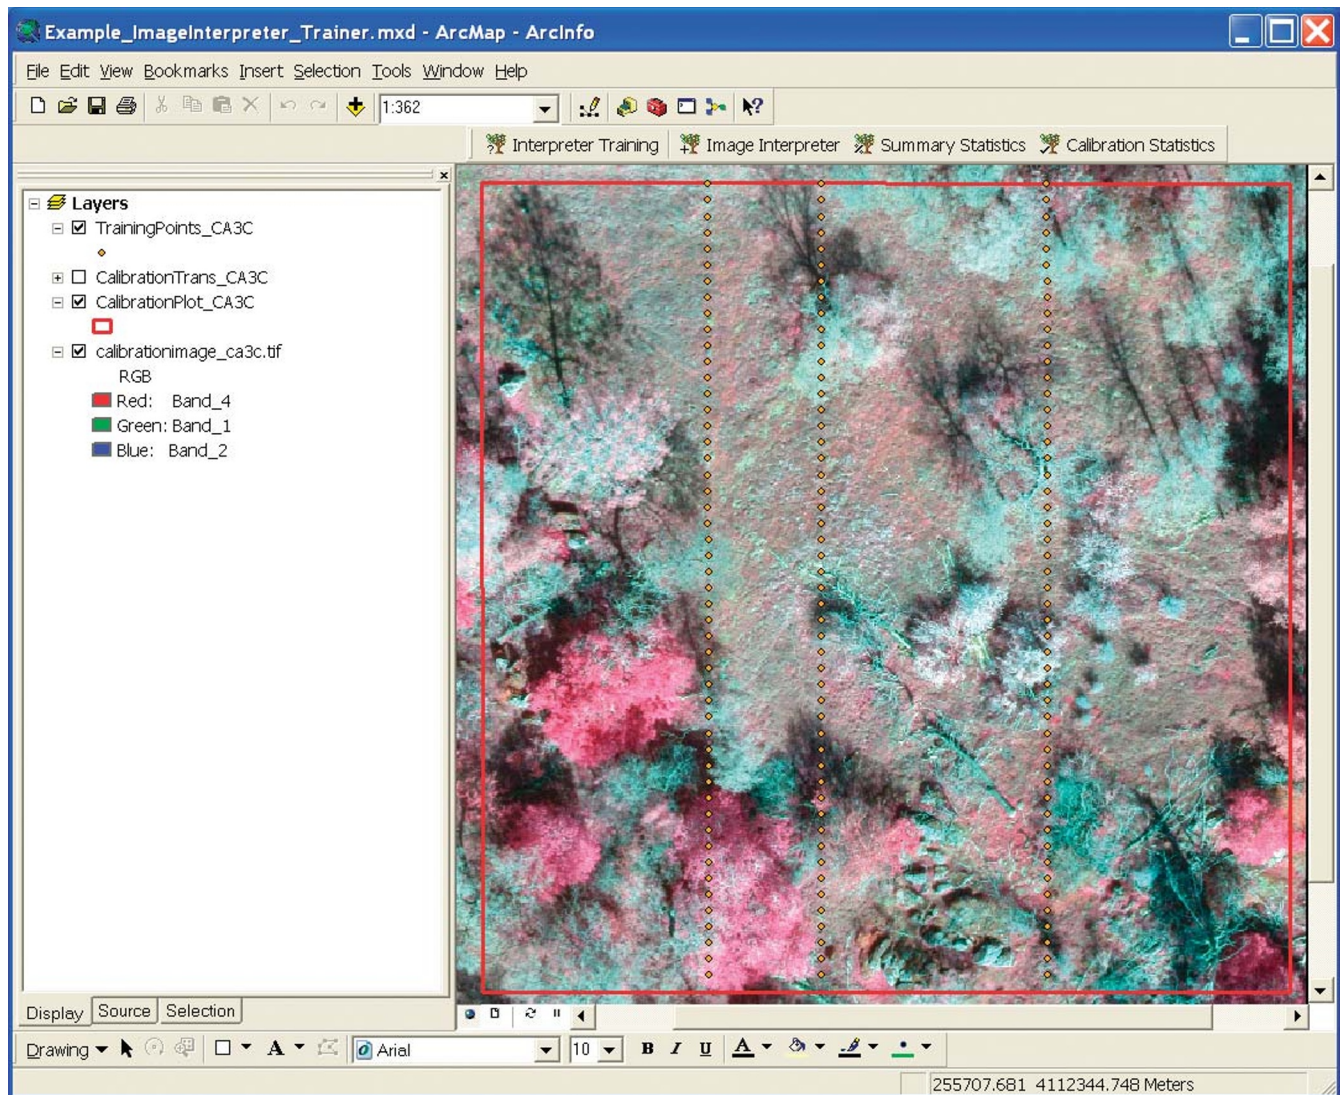 Example_ImageInterpreter_Trainer.mxd - ArcMap - ArcInfo
File Edit View Bookmarks Insert Selection Tools Window Help
1:362
Interpreter Training Image Interpreter Summary Statistics Calibration Statistics
Layers
TrainingPoints_CA3C
CalibrationTrans_CA3C
CalibrationPlot_CA3C
calibrationimage_ca3c.tif
RGB
Red: Band_4
Green: Band_1
Blue: Band_2
Display Source Selection
Drawing A Arial 10 B I U A
255707.681 4112344.748 Meters